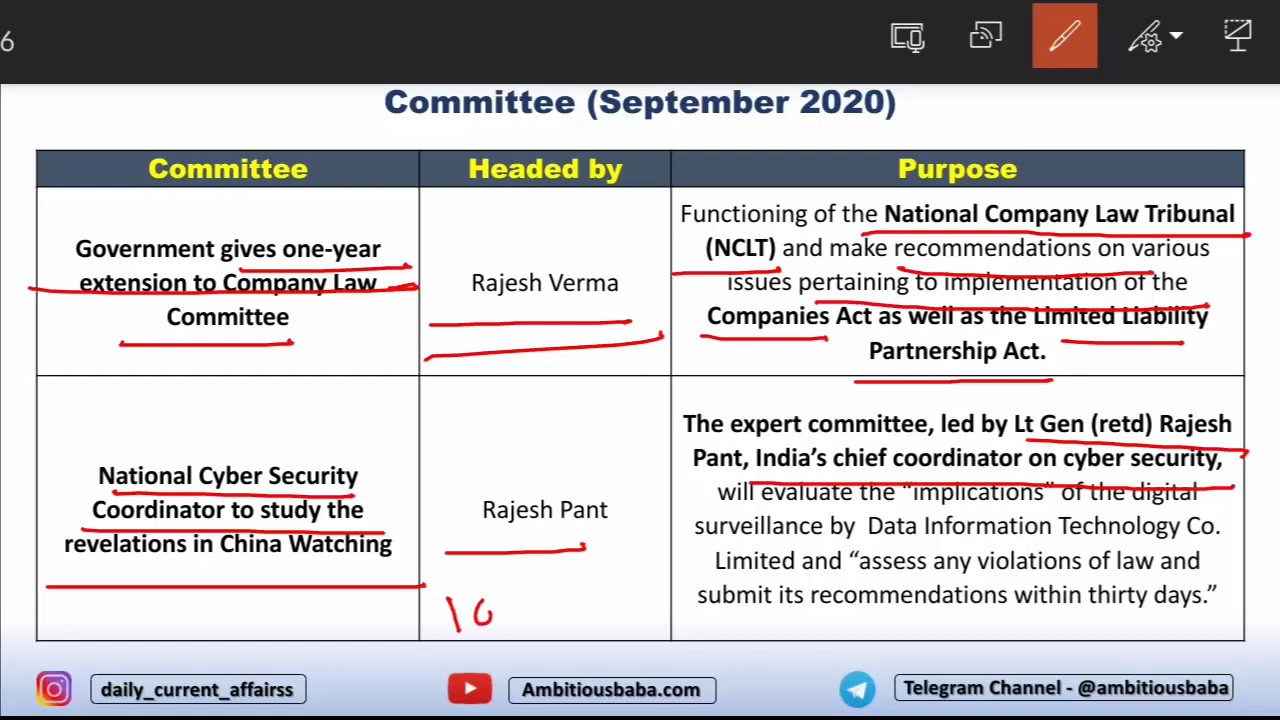 6
Committee (September 2020)
Committee
Headed by
Purpose
Government gives one-year
extension to Company Law
Committee
Rajesh Verma
Functioning of the National Company Law Tribunal
(NCLT) and make recommendations on various
issues pertaining to implementation of the
Companies Act as well as the Limited Liability
Partnership Act.
National Cyber Security
Coordinator to study the
revelations in China Watching
Rajesh Pant
10
The expert committee, led by Lt Gen (retd) Rajesh
Pant, India's chief coordinator on cyber security,
will evaluate the “implications” of the digital
surveillance by Data Information Technology Co.
Limited and “assess any violations of law and
submit its recommendations within thirty days.”
daily_current_affairss
Ambitiousbaba.com
Telegram Channel - @ambitiousbaba